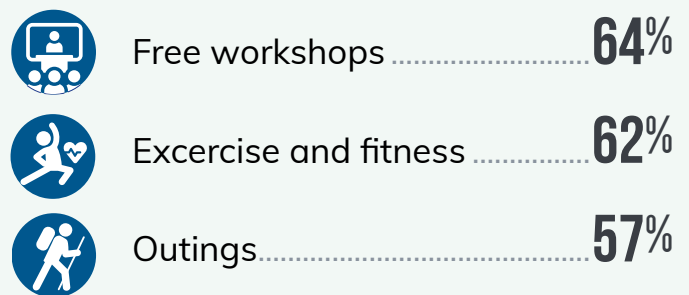 Free workshops ........................... 64%
Excercise and fitness ................ 62%
Outings............................................. 57%